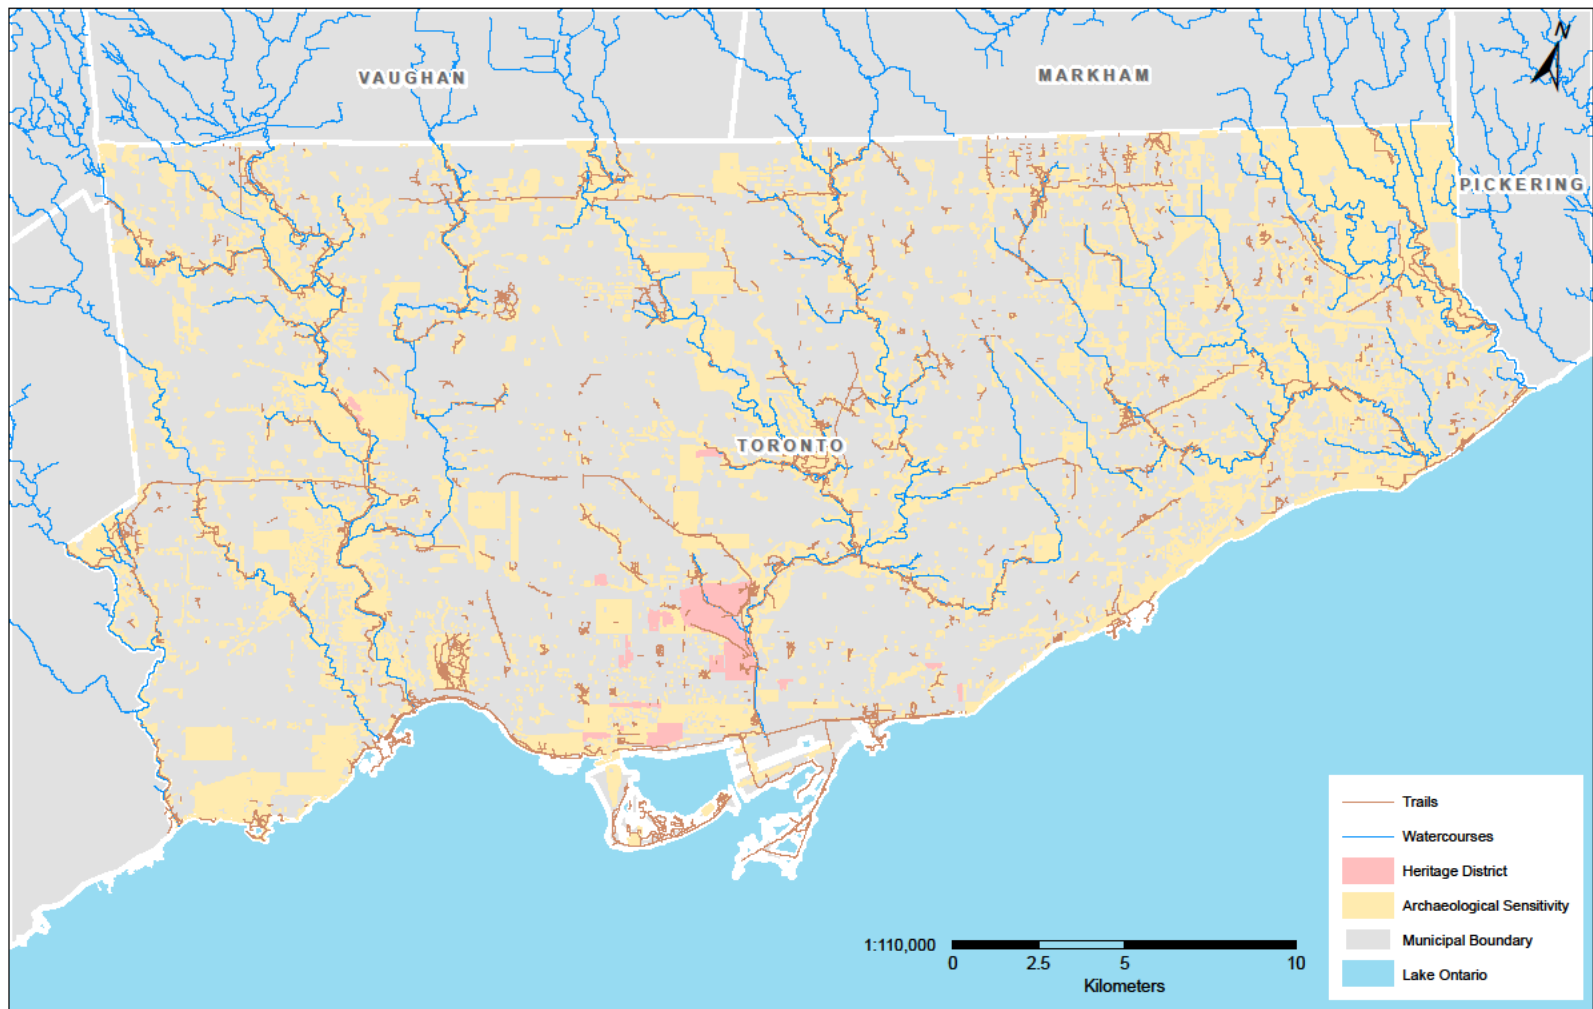 N
VAUGHAN
MARKHAM
PICKERING
TORONTO
Trails
Watercourses
Heritage District
Archaeological Sensitivity
Municipal Boundary
Lake Ontario
1:110,000
0 2.5 5 10
Kilometers